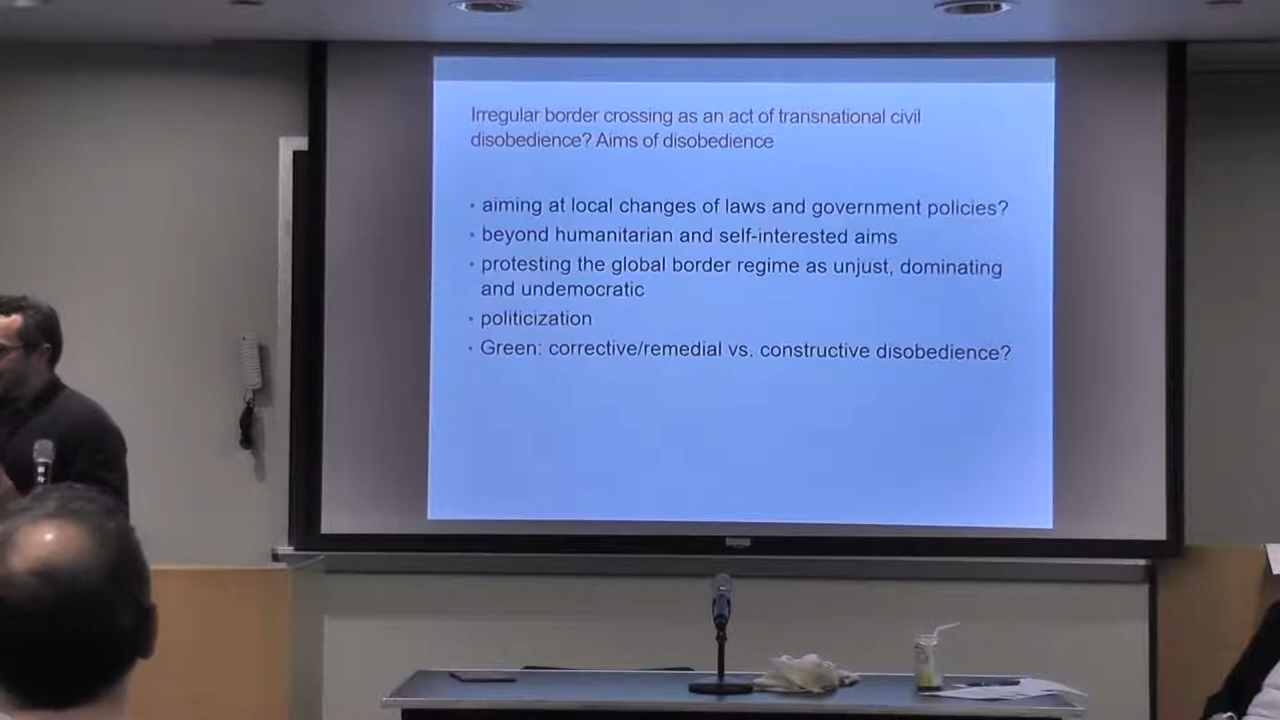 Irregular border crossing as an act of transnational civil
disobedience? Aims of disobedience
• aiming at local changes of laws and government policies?
• beyond humanitarian and self-interested aims
• protesting the global border regime as unjust, dominating
and undemocratic
• politicization
• Green: corrective/remedial vs. constructive disobedience?